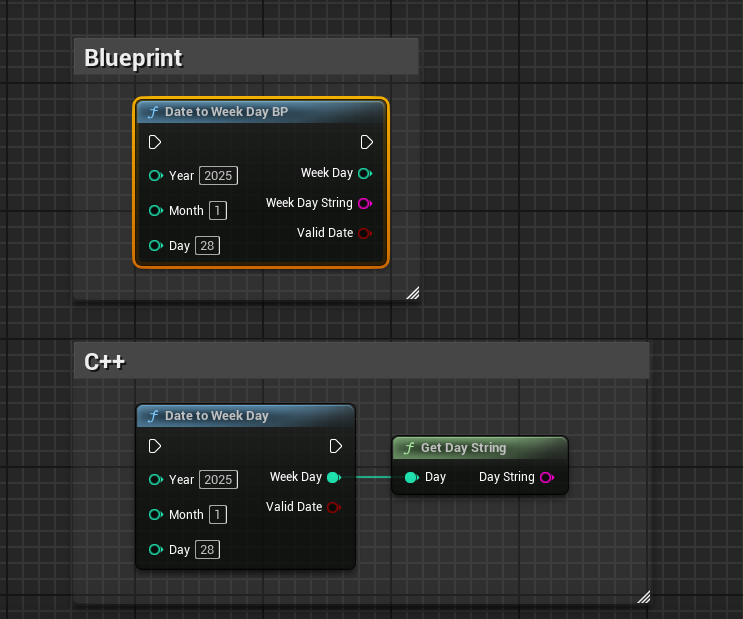 Blueprint
Date to Week Day BP
Year 2025 Week Day
Month 1 Week Day String
Day 28 Valid Date
C++
Date to Week Day
Year 2025 Week Day
Month 1 Valid Date
Day 28
Get Day String
Day Day String